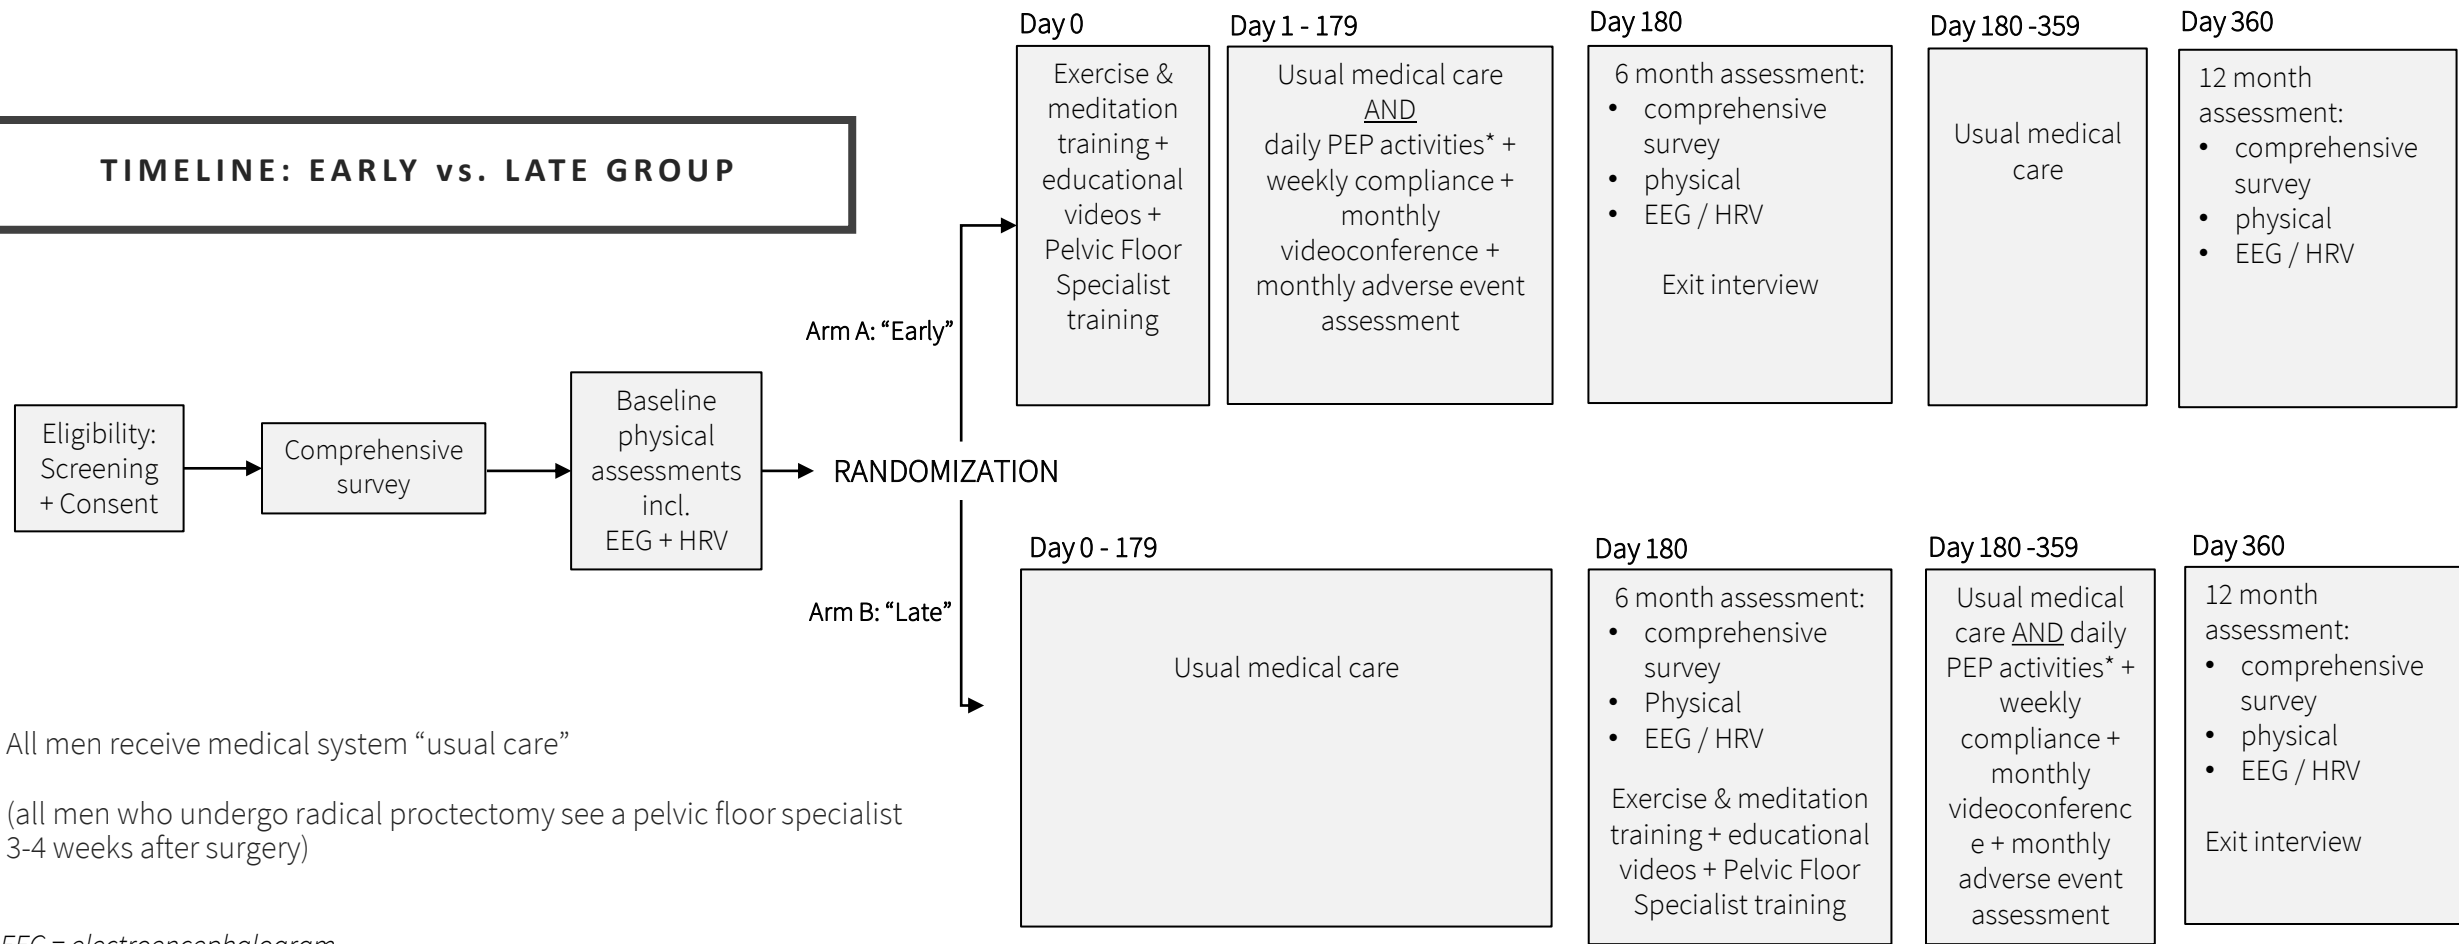 TIMELINE: EARLY vs. LATE GROUP
Eligibility:
Screening
+ Consent
Comprehensive
survey
Baseline
physical
assessments
incl.
EEG + HRV
RANDOMIZATION
Arm A: “Early”
Day 0
Exercise &
meditation
training +
educational
videos +
Pelvic Floor
Specialist
training
Day 1 - 179
Usual medical care
AND
daily PEP activities* +
weekly compliance +
monthly
videoconference +
monthly adverse event
assessment
Day 180
6 month assessment:
• comprehensive
survey
• physical
• EEG / HRV
Exit interview
Day 180 -359
Usual medical
care
Day 360
12 month
assessment:
• comprehensive
survey
• physical
• EEG / HRV
Arm B: “Late”
Day 0 - 179
Usual medical care
Day 180
6 month assessment:
• comprehensive
survey
• Physical
• EEG / HRV
Exercise & meditation
training + educational
videos + Pelvic Floor
Specialist training
Day 180 -359
Usual medical
care AND daily
PEP activities* +
weekly
compliance +
monthly
videoconferenc
e + monthly
adverse event
assessment
Day 360
12 month
assessment:
• comprehensive
survey
• physical
• EEG / HRV
Exit interview
All men receive medical system “usual care”
(all men who undergo radical proctectomy see a pelvic floor specialist
3-4 weeks after surgery)
EEG = electroencephalogram